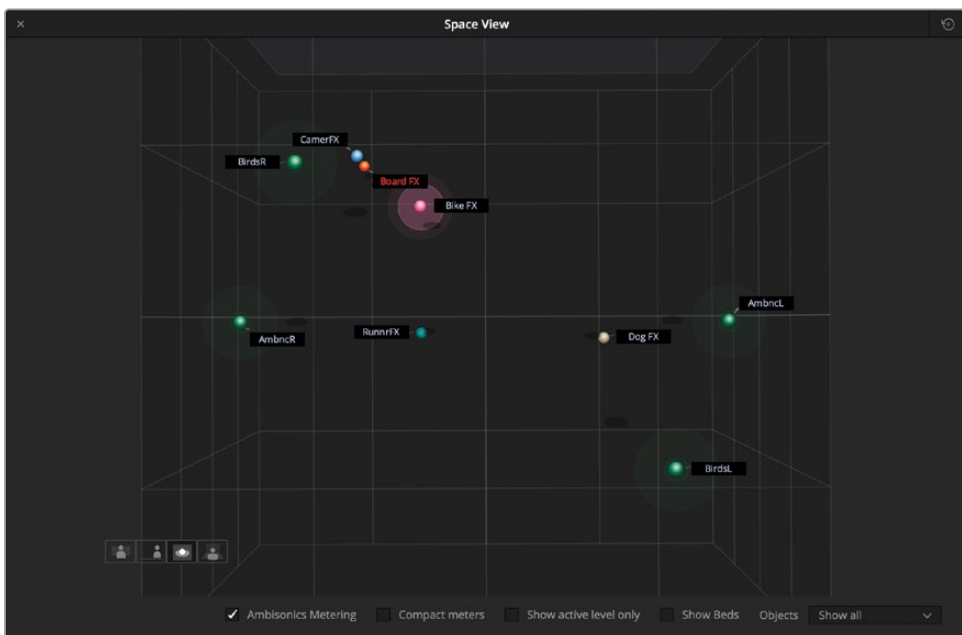 Space View
CamerFX
BirdsR
Board FX
Bike FX
AmbncL
AmbncR
RunnrFX
Dog FX
BirdsL
Ambisonics Metering
Compact meters
Show active level only
Show Beds
Objects
Show all